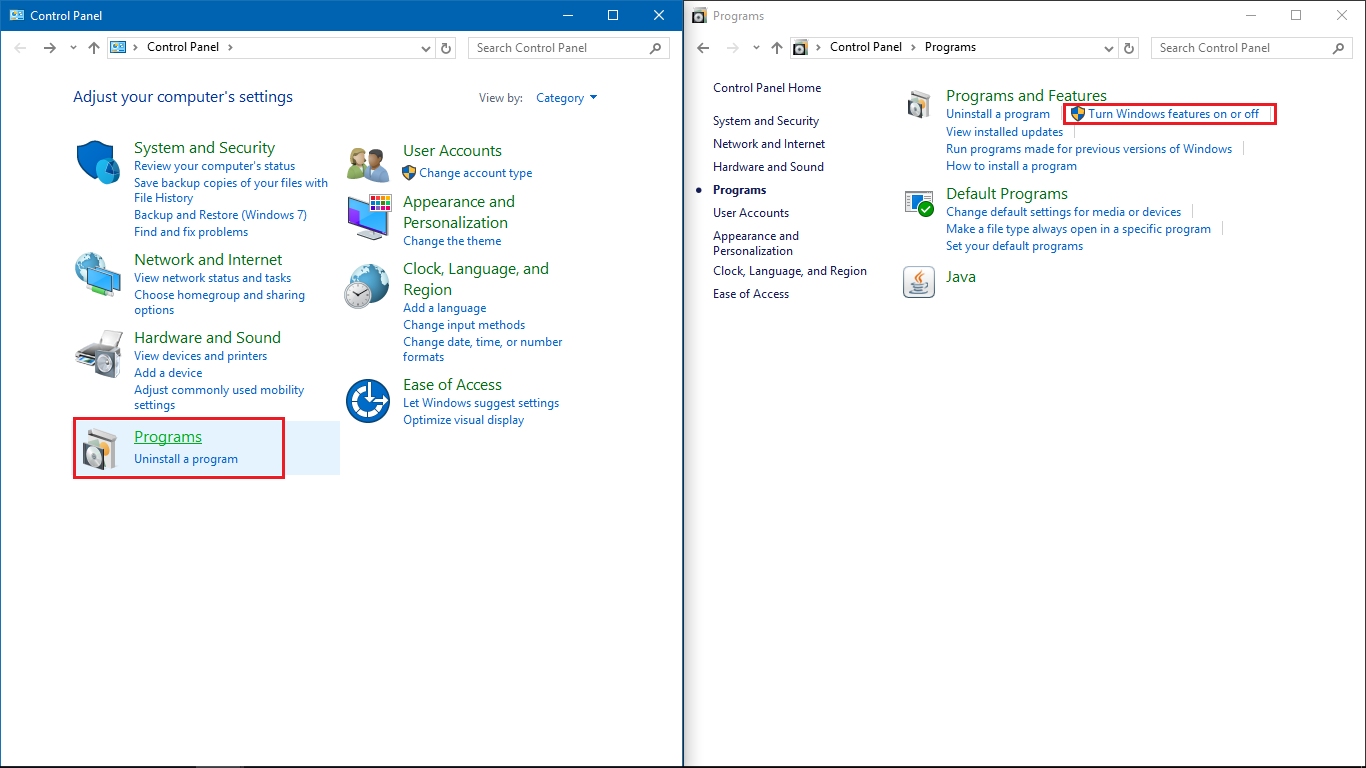 Control Panel
Control Panel
Search Control Panel
Adjust your computer's settings
View by: Category
System and Security
Review your computer's status
Save backup copies of your files with
File History
Backup and Restore (Windows 7)
Find and fix problems
Network and Internet
View network status and tasks
Choose homegroup and sharing
options
Hardware and Sound
View devices and printers
Add a device
Adjust commonly used mobility
settings
Programs
Uninstall a program
User Accounts
Change account type
Appearance and
Personalization
Change the theme
Clock, Language, and
Region
Add a language
Change input methods
Change date, time, or number
formats
Ease of Access
Let Windows suggest settings
Optimize visual display
Programs
Control Panel Programs
Search Control Panel
Control Panel Home
System and Security
Network and Internet
Hardware and Sound
Programs
User Accounts
Appearance and
Personalization
Clock, Language, and Region
Ease of Access
Programs and Features
Uninstall a program Turn Windows features on or off
View installed updates
Run programs made for previous versions of Windows
How to install a program
Default Programs
Change default settings for media or devices
Make a file type always open in a specific program
Set your default programs
Java